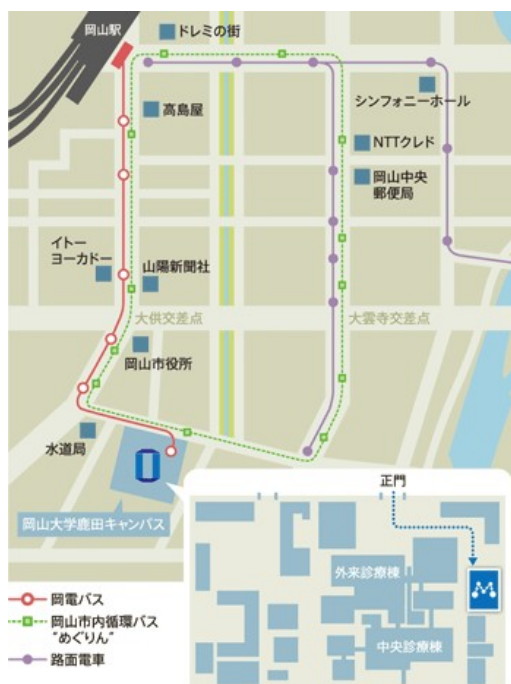 岡山駅
ドレミの街
高島屋
シンフォニーホール
NTTクレド
岡山中央
郵便局
イトー
ヨーカドー
山陽新聞社
大供交差点
大雲寺交差点
岡山市役所
水道局
岡山大学鹿田キャンパス
正門
外来診療棟
中央診療棟
岡電バス
岡山市内循環バス
“めぐりん”
路面電車